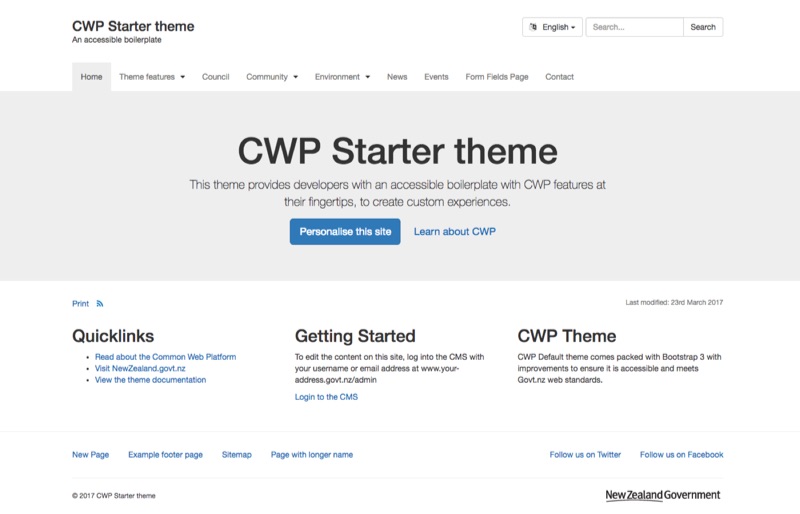 CWP Starter theme
An accessible boilerplate
English
Search...
Search
Home
Theme features
Council
Community
Environment
News
Events
Form Fields Page
Contact
CWP Starter theme
This theme provides developers with an accessible boilerplate with CWP features at
their fingertips, to create custom experiences.
Personalise this site
Learn about CWP
Print
Last modified: 23rd March 2017
Quicklinks
Read about the Common Web Platform
Visit NewZealand.govt.nz
View the theme documentation
Getting Started
To edit the content on this site, log into the CMS with
your username or email address at www.your-
address.govt.nz/admin
Login to the CMS
CWP Theme
CWP Default theme comes packed with Bootstrap 3 with
improvements to ensure it is accessible and meets
Govt.nz web standards.
New Page
Example footer page
Sitemap
Page with longer name
Follow us on Twitter
Follow us on Facebook
© 2017 CWP Starter theme
New Zealand Government